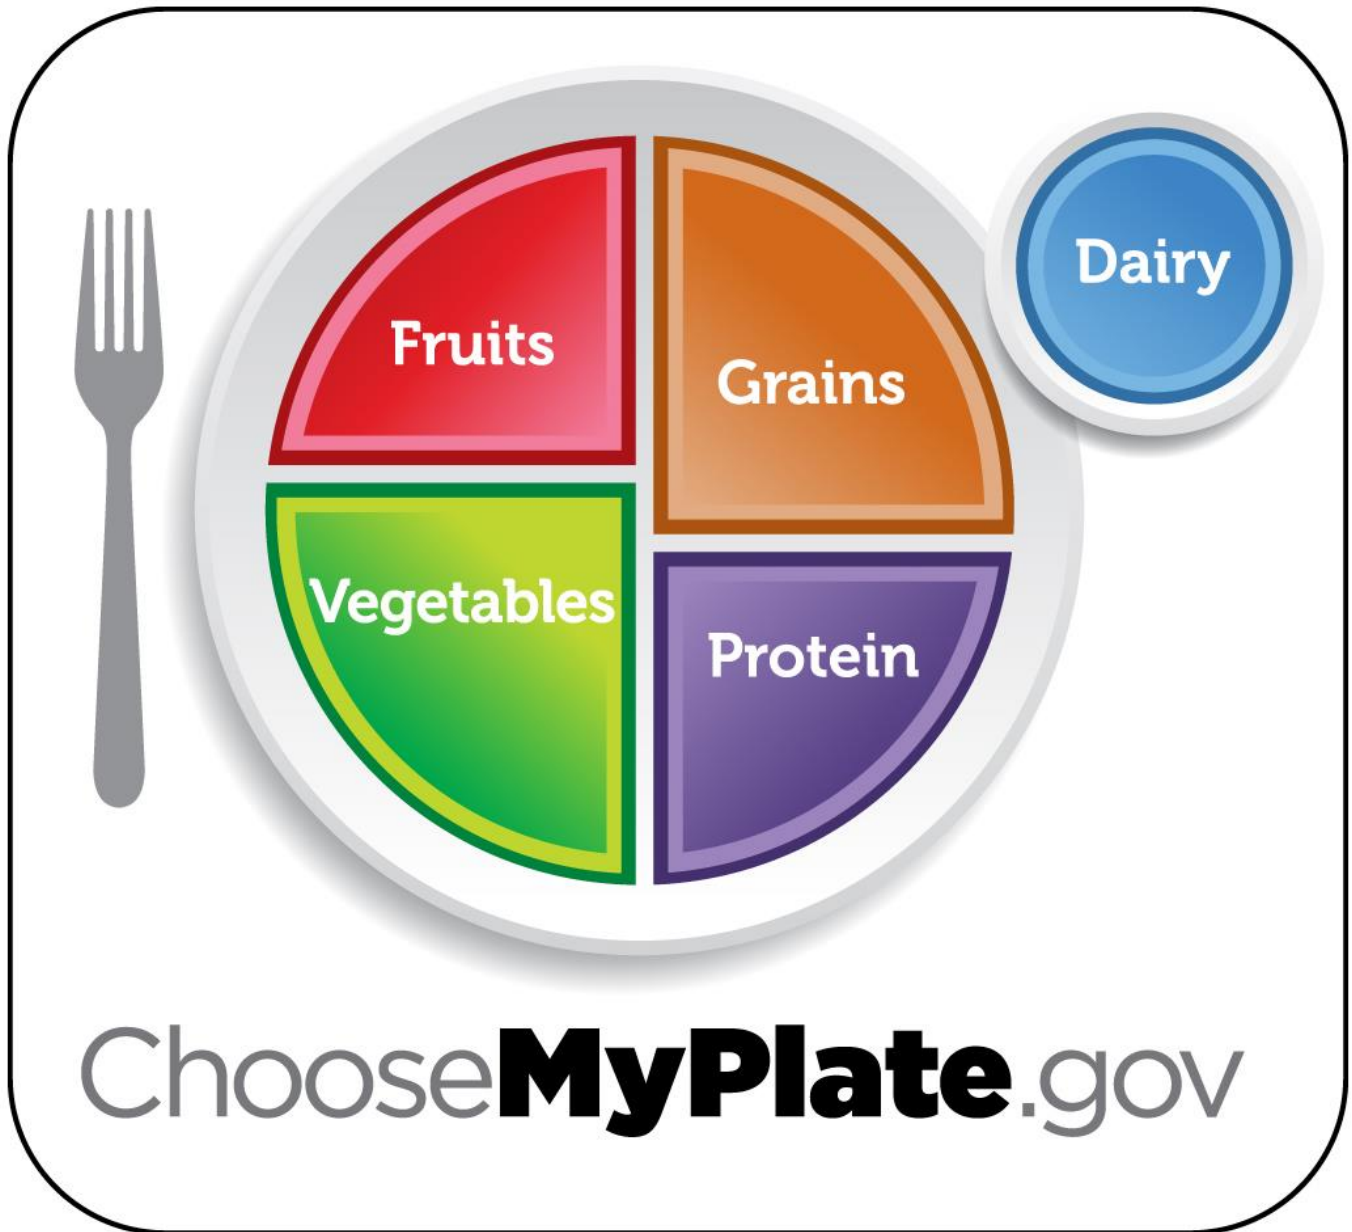 Fruits
Grains
Dairy
Vegetables
Protein
ChooseMyPlate.gov